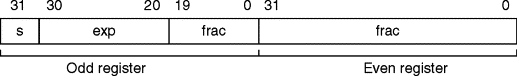 31 30 20 19 0 31 0
s exp frac frac
Odd register Even register